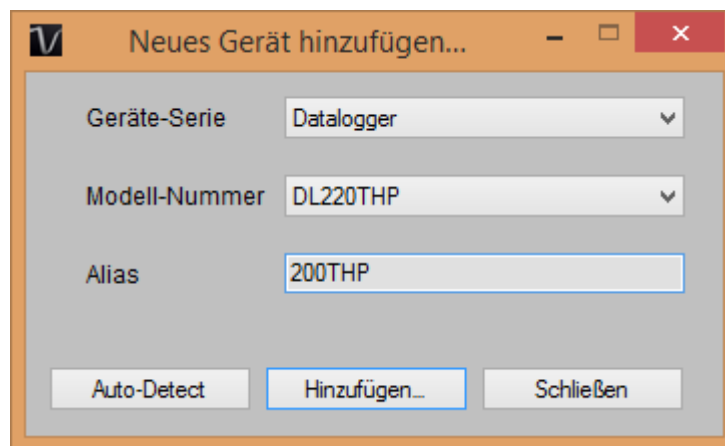 Neues Gerät hinzufügen...
Geräte-Serie Datalogger
Modell-Nummer DL220THP
Alias 200THP
Auto-Detect Hinzufügen... Schließen